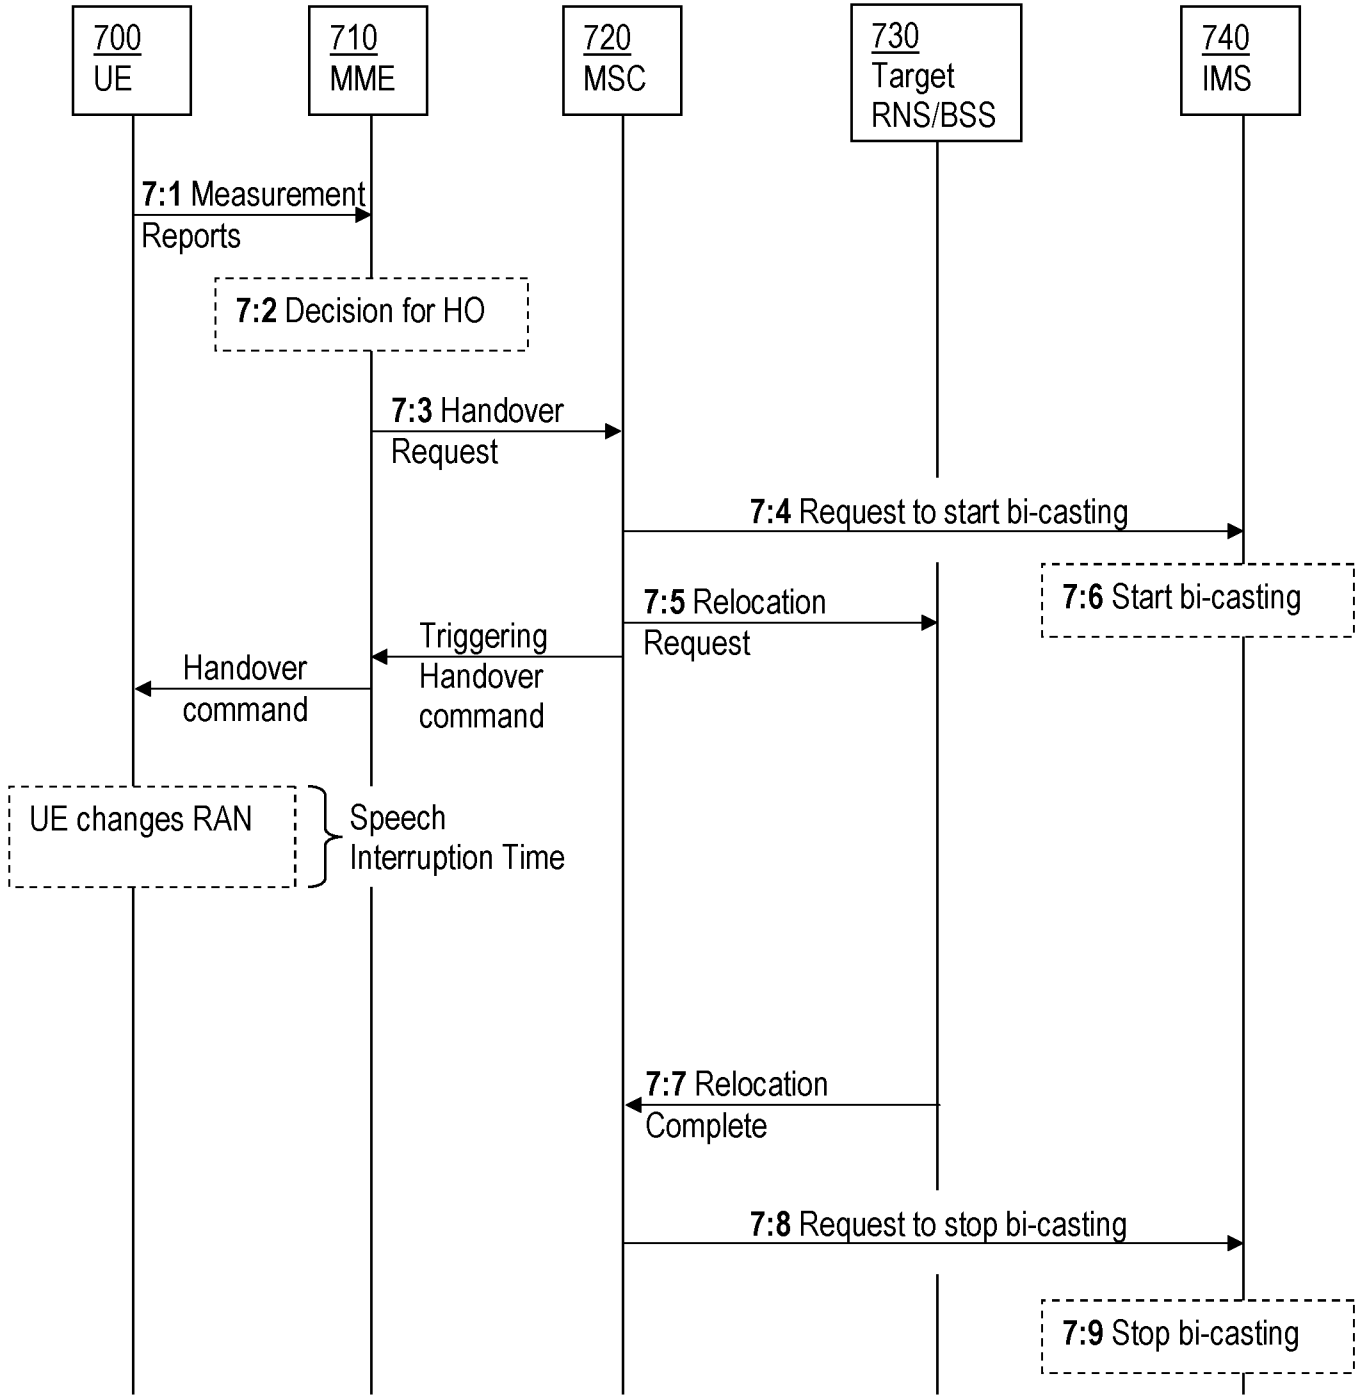 700
UE
710
MME
720
MSC
730
Target
RNS/BSS
740
IMS
7:1 Measurement
Reports
7:2 Decision for HO
7:3 Handover
Request
7:4 Request to start bi-casting
7:6 Start bi-casting
7:5 Relocation
Request
Triggering
Handover
command
Handover
command
UE changes RAN
Speech
Interruption Time
7:7 Relocation
Complete
7:8 Request to stop bi-casting
7:9 Stop bi-casting